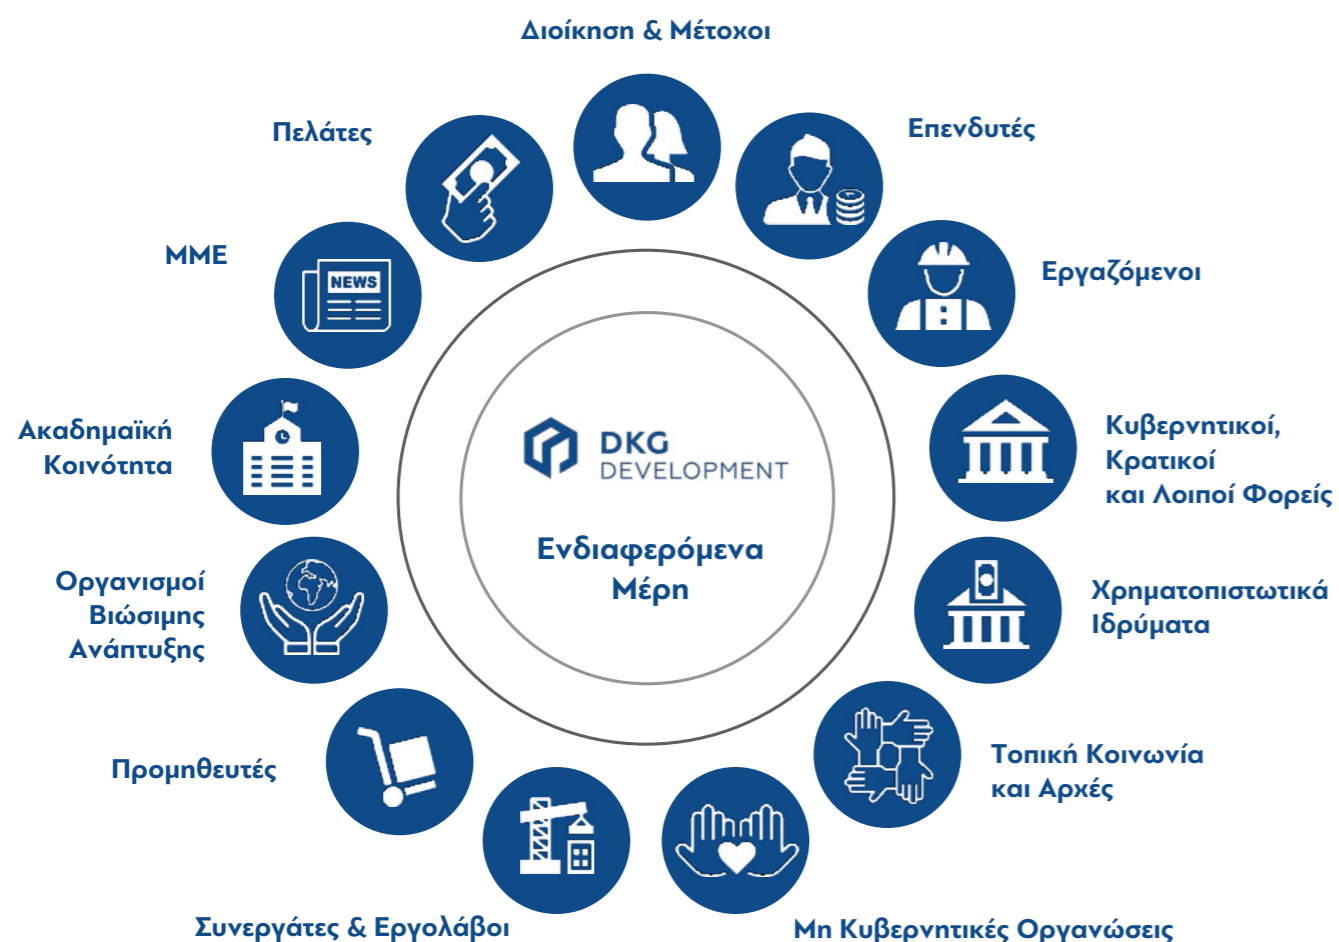 Διοίκηση & Μέτοχοι
Επενδυτές
Εργαζόμενοι
Κυβερνητικοί,
Κρατικοί
και Λοιποί Φορείς
Χρηματοπιστωτικά
Ιδρύματα
Τοπική Κοινωνία
και Αρχές
Μη Κυβερνητικές Οργανώσεις
Συνεργάτες & Εργολάβοι
Προμηθευτές
Οργανισμοί
Βιώσιμης
Ανάπτυξης
Ακαδημαϊκή
Κοινότητα
ΜΜΕ
NEWS
Πελάτες
DKG
DEVELOPMENT
Ενδιαφερόμενα
Μέρη